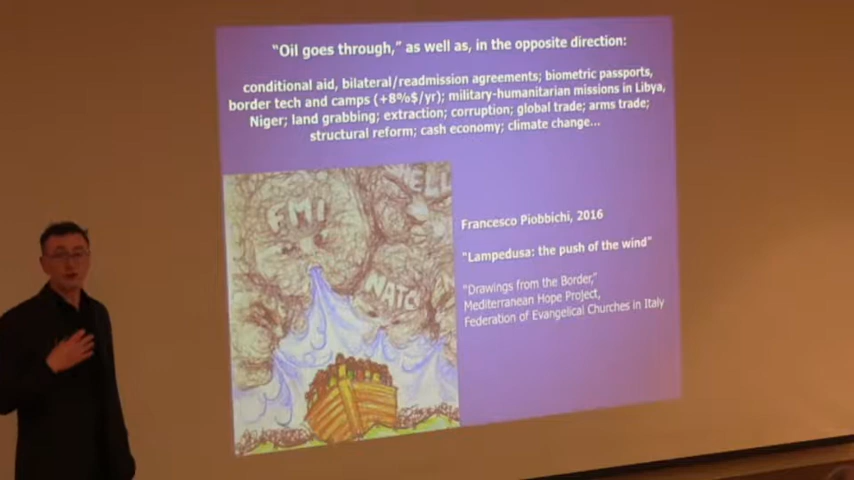 "Oil goes through," as well as, in the opposite direction:
conditional aid, bilateral/readmission agreements; biometric passports,
border tech and camps (+8%$/yr); military-humanitarian missions in Libya,
Niger; land grabbing; extraction; corruption; global trade; arms trade;
structural reform; cash economy; climate change...
FMI
ELL
NATO
Francesco Piobbichi, 2016
"Lampedusa: the push of the wind"
"Drawings from the Border,"
Mediterranean Hope Project,
Federation of Evangelical Churches in Italy